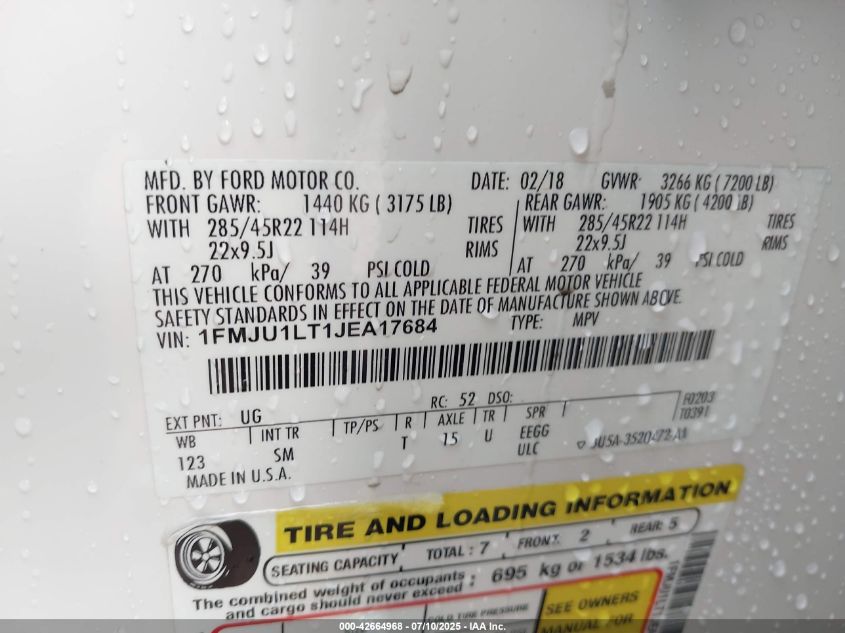 MFD. BY FORD MOTOR CO. DATE: 02/18 GVWR: 3266 KG ( 7200 LB)
FRONT GAWR: 1440 KG ( 3175 LB) REAR GAWR: 1905 KG ( 4200 LB)
WITH 285/45R22 114H TIRES WITH 285/45R22 114H TIRES
22x9.5J RIMS 22x9.5J RIMS
AT 270 kPa/ 39 PSI COLD AT 270 kPa/ 39 PSI COLD
THIS VEHICLE CONFORMS TO ALL APPLICABLE FEDERAL MOTOR VEHICLE
SAFETY STANDARDS IN EFFECT ON THE DATE OF MANUFACTURE SHOWN ABOVE.
VIN: 1FMJU1LT1JEA17684 TYPE: MPV
RC: 52 DSO: F0203
EXT PNT: UG T0391
WB INT TR TP/PS R AXLE TR SPR
123 SM T 15 U EEGG
ULC
MADE IN U.S.A.
TIRE AND LOADING INFORMATION
SEATING CAPACITY TOTAL : 7 FRONT: 2 REAR: 5
The combined weight of occupants
and cargo should never exceed : 695 kg or 1534 lbs.
COLD TIRE PRESSURE
SEE OWNERS
MANUAL FOR
000-42664968 - 07/10/2025 - IAA Inc.